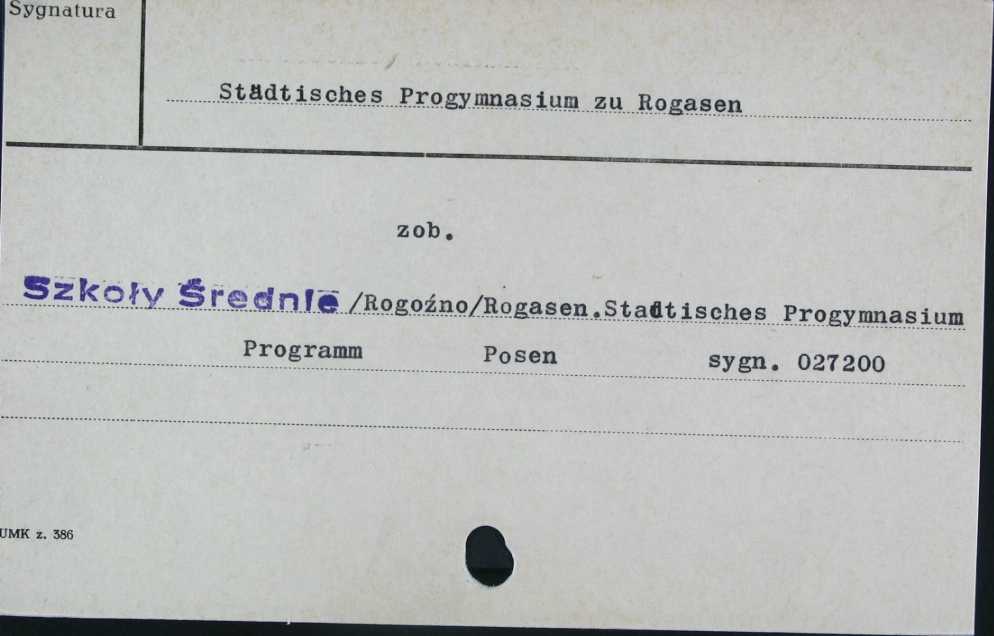 Sygnatura
Städtisches Progymnasium zu Rogasen
zob.
Szkoły Średnie /Rogoźno/Rogasen.Stadtisches Progymnasium
Programm Posen sygn. 027200
UMK z. 386